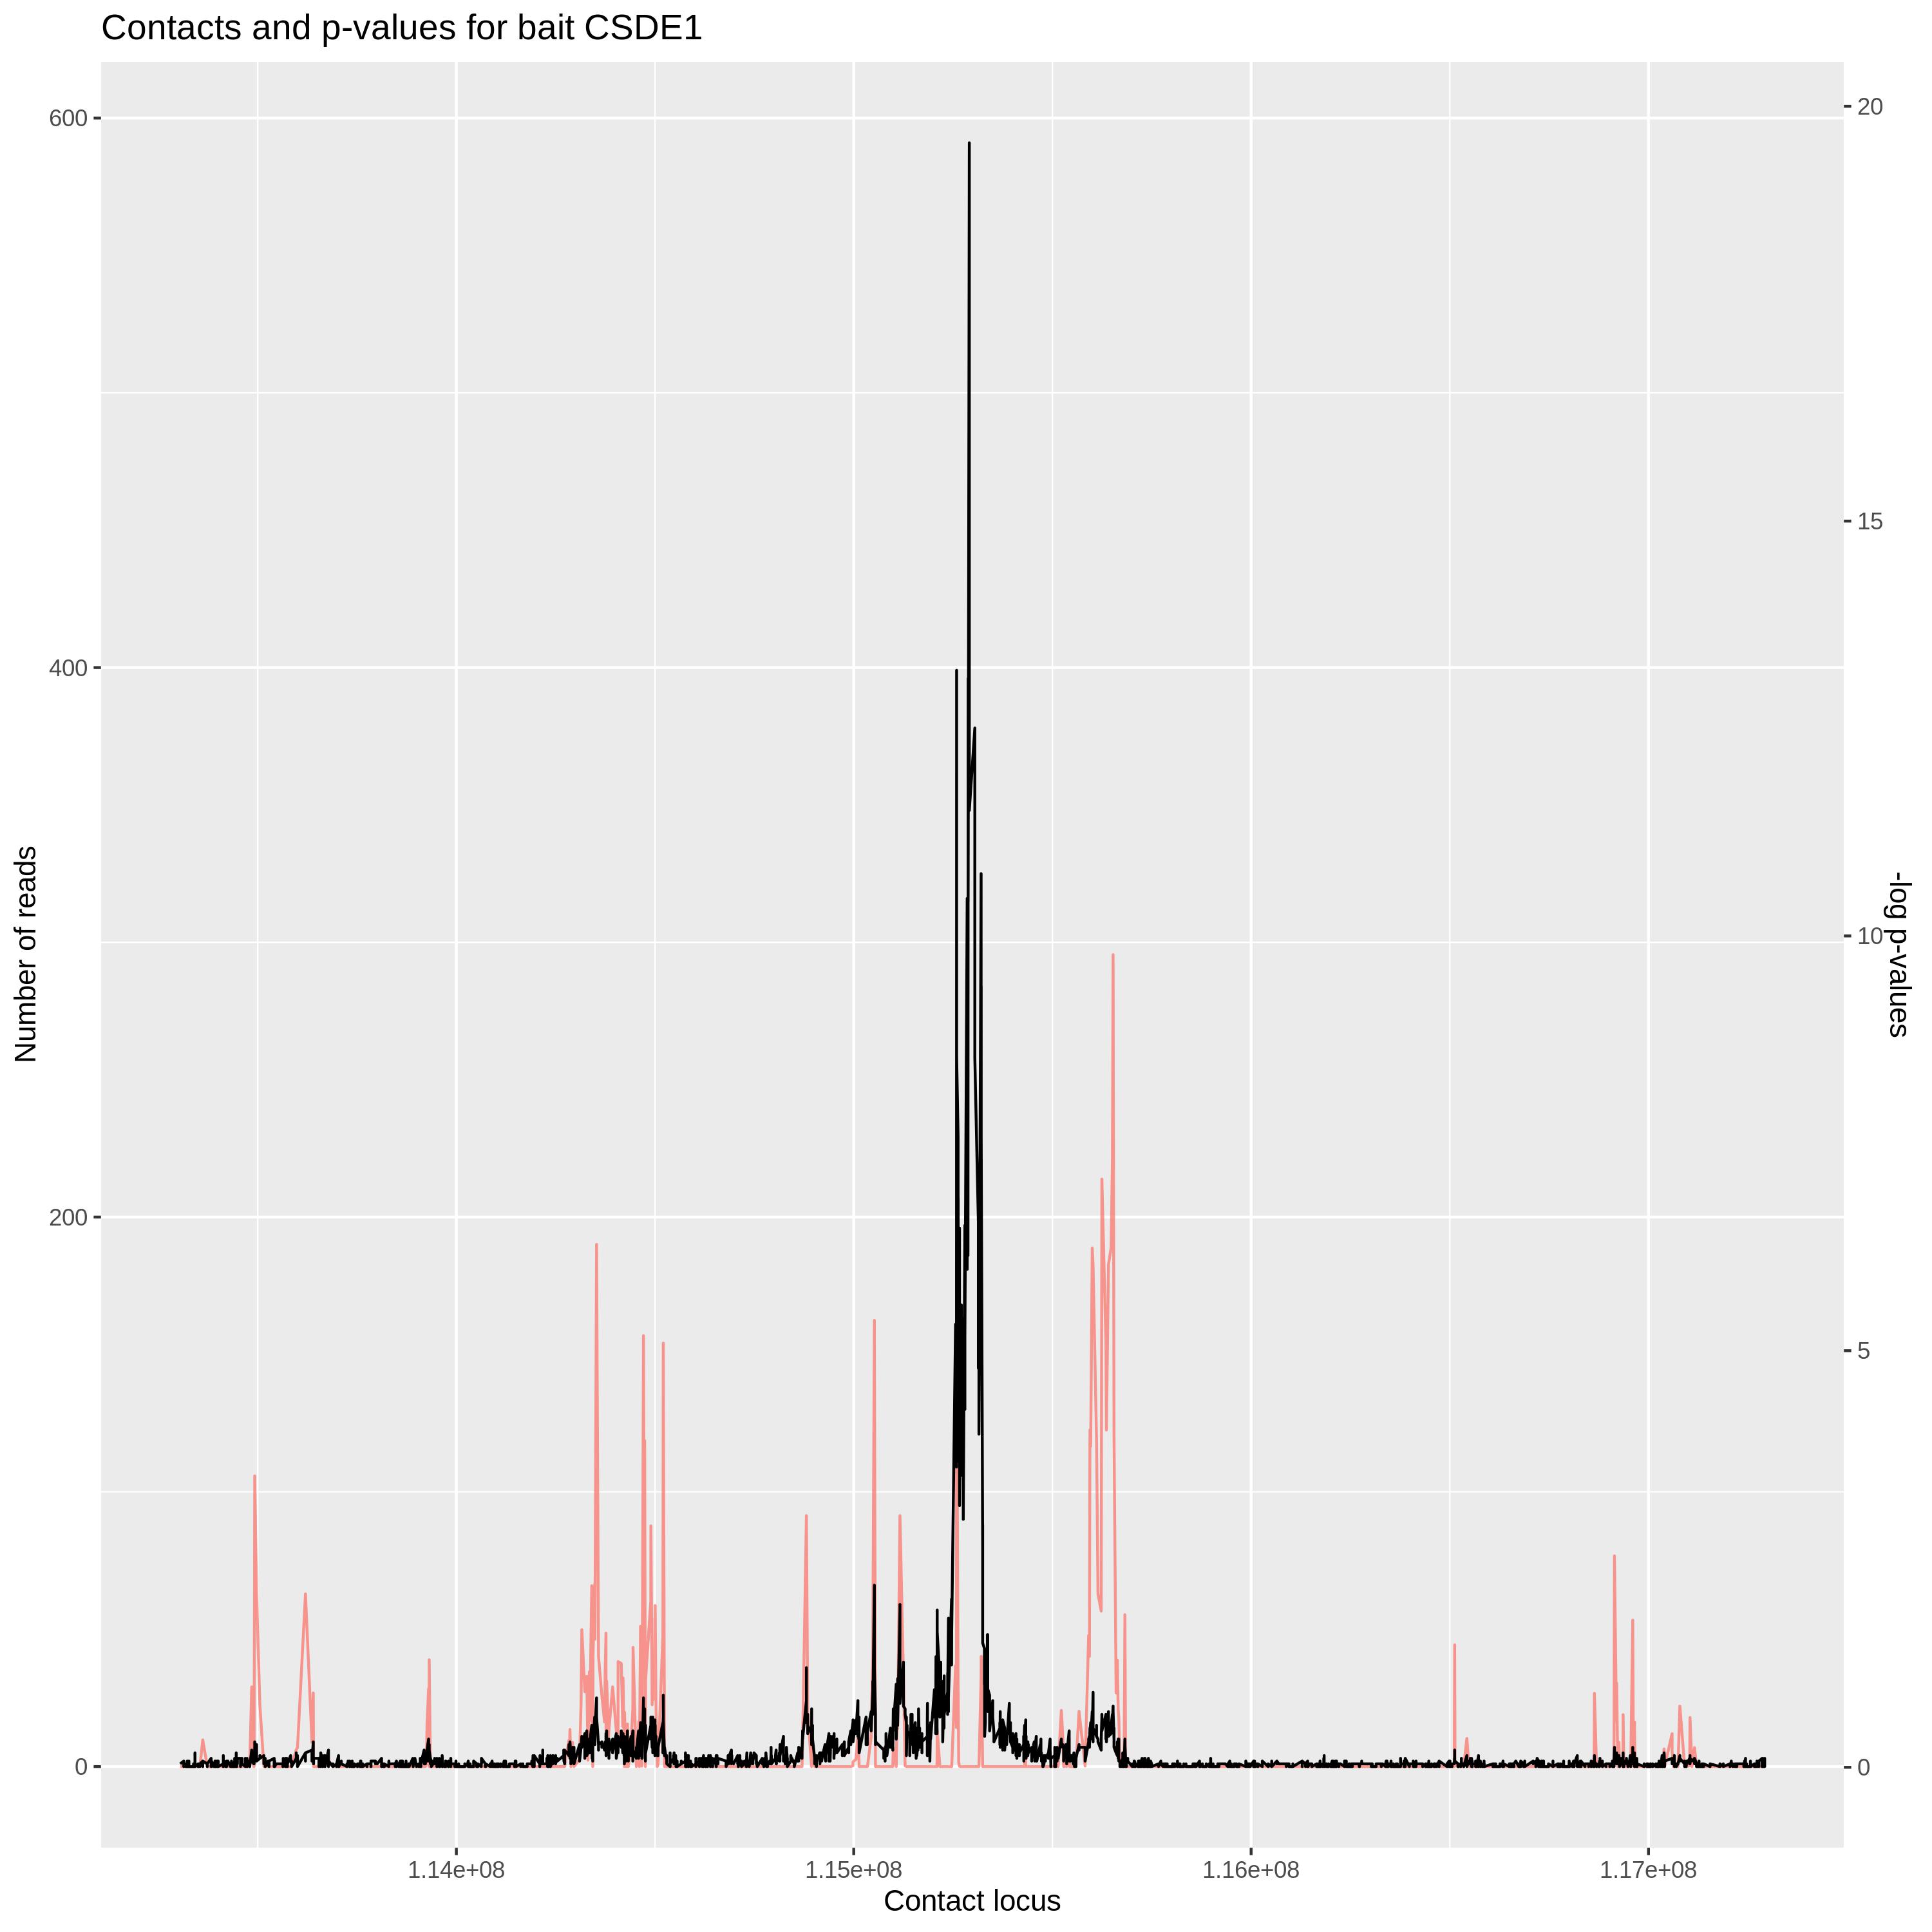 Contacts and p-values for bait CSDE1
600
400
200
0
Number of reads
20
15
10
5
0
-log p-values
1.14e+08
1.15e+08
1.16e+08
1.17e+08
Contact locus